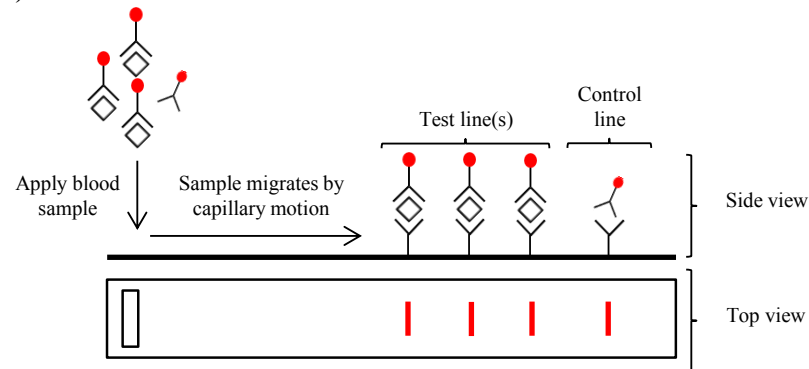 )
Control
line
Test line(s)
Apply blood
sample
Sample migrates by
capillary motion
Side view
Top view